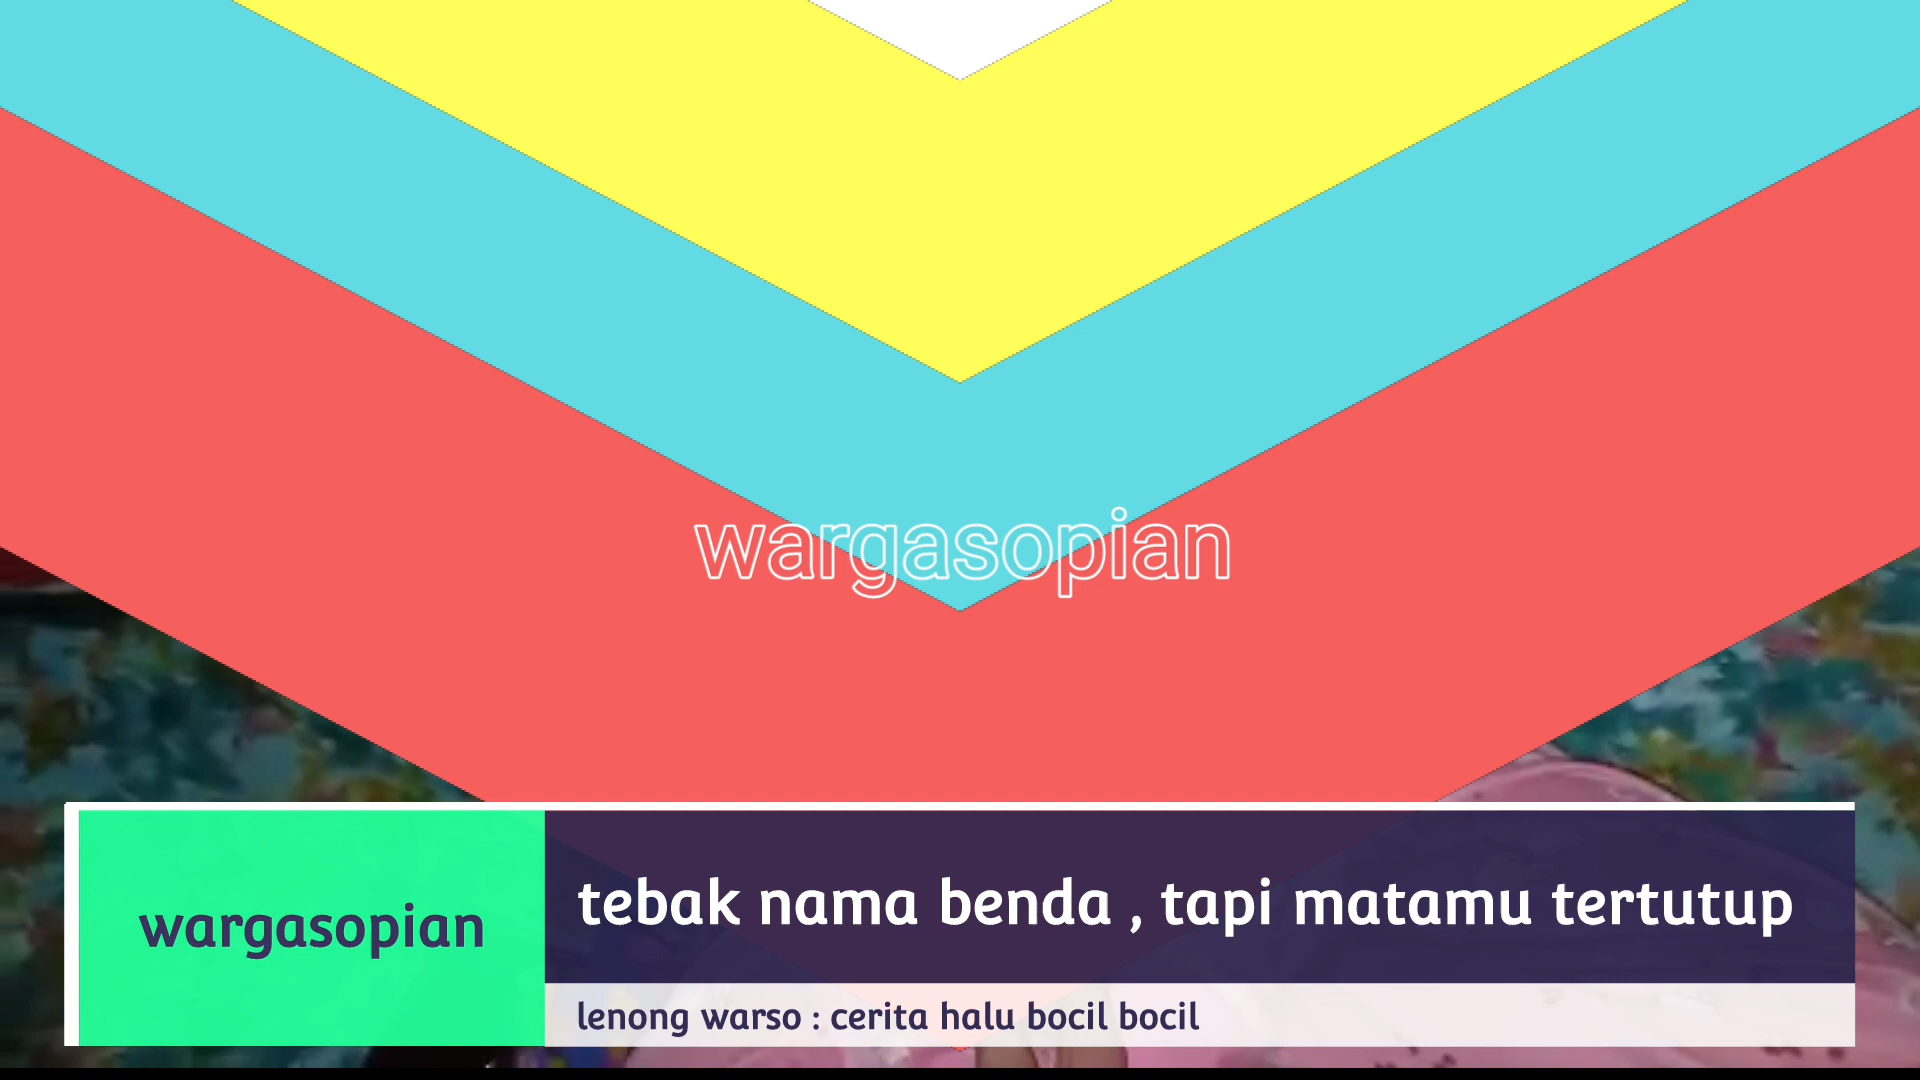 wargasopian
wargasopian
tebak nama benda , tapi matamu tertutup
lenong warso : cerita halu bocil bocil